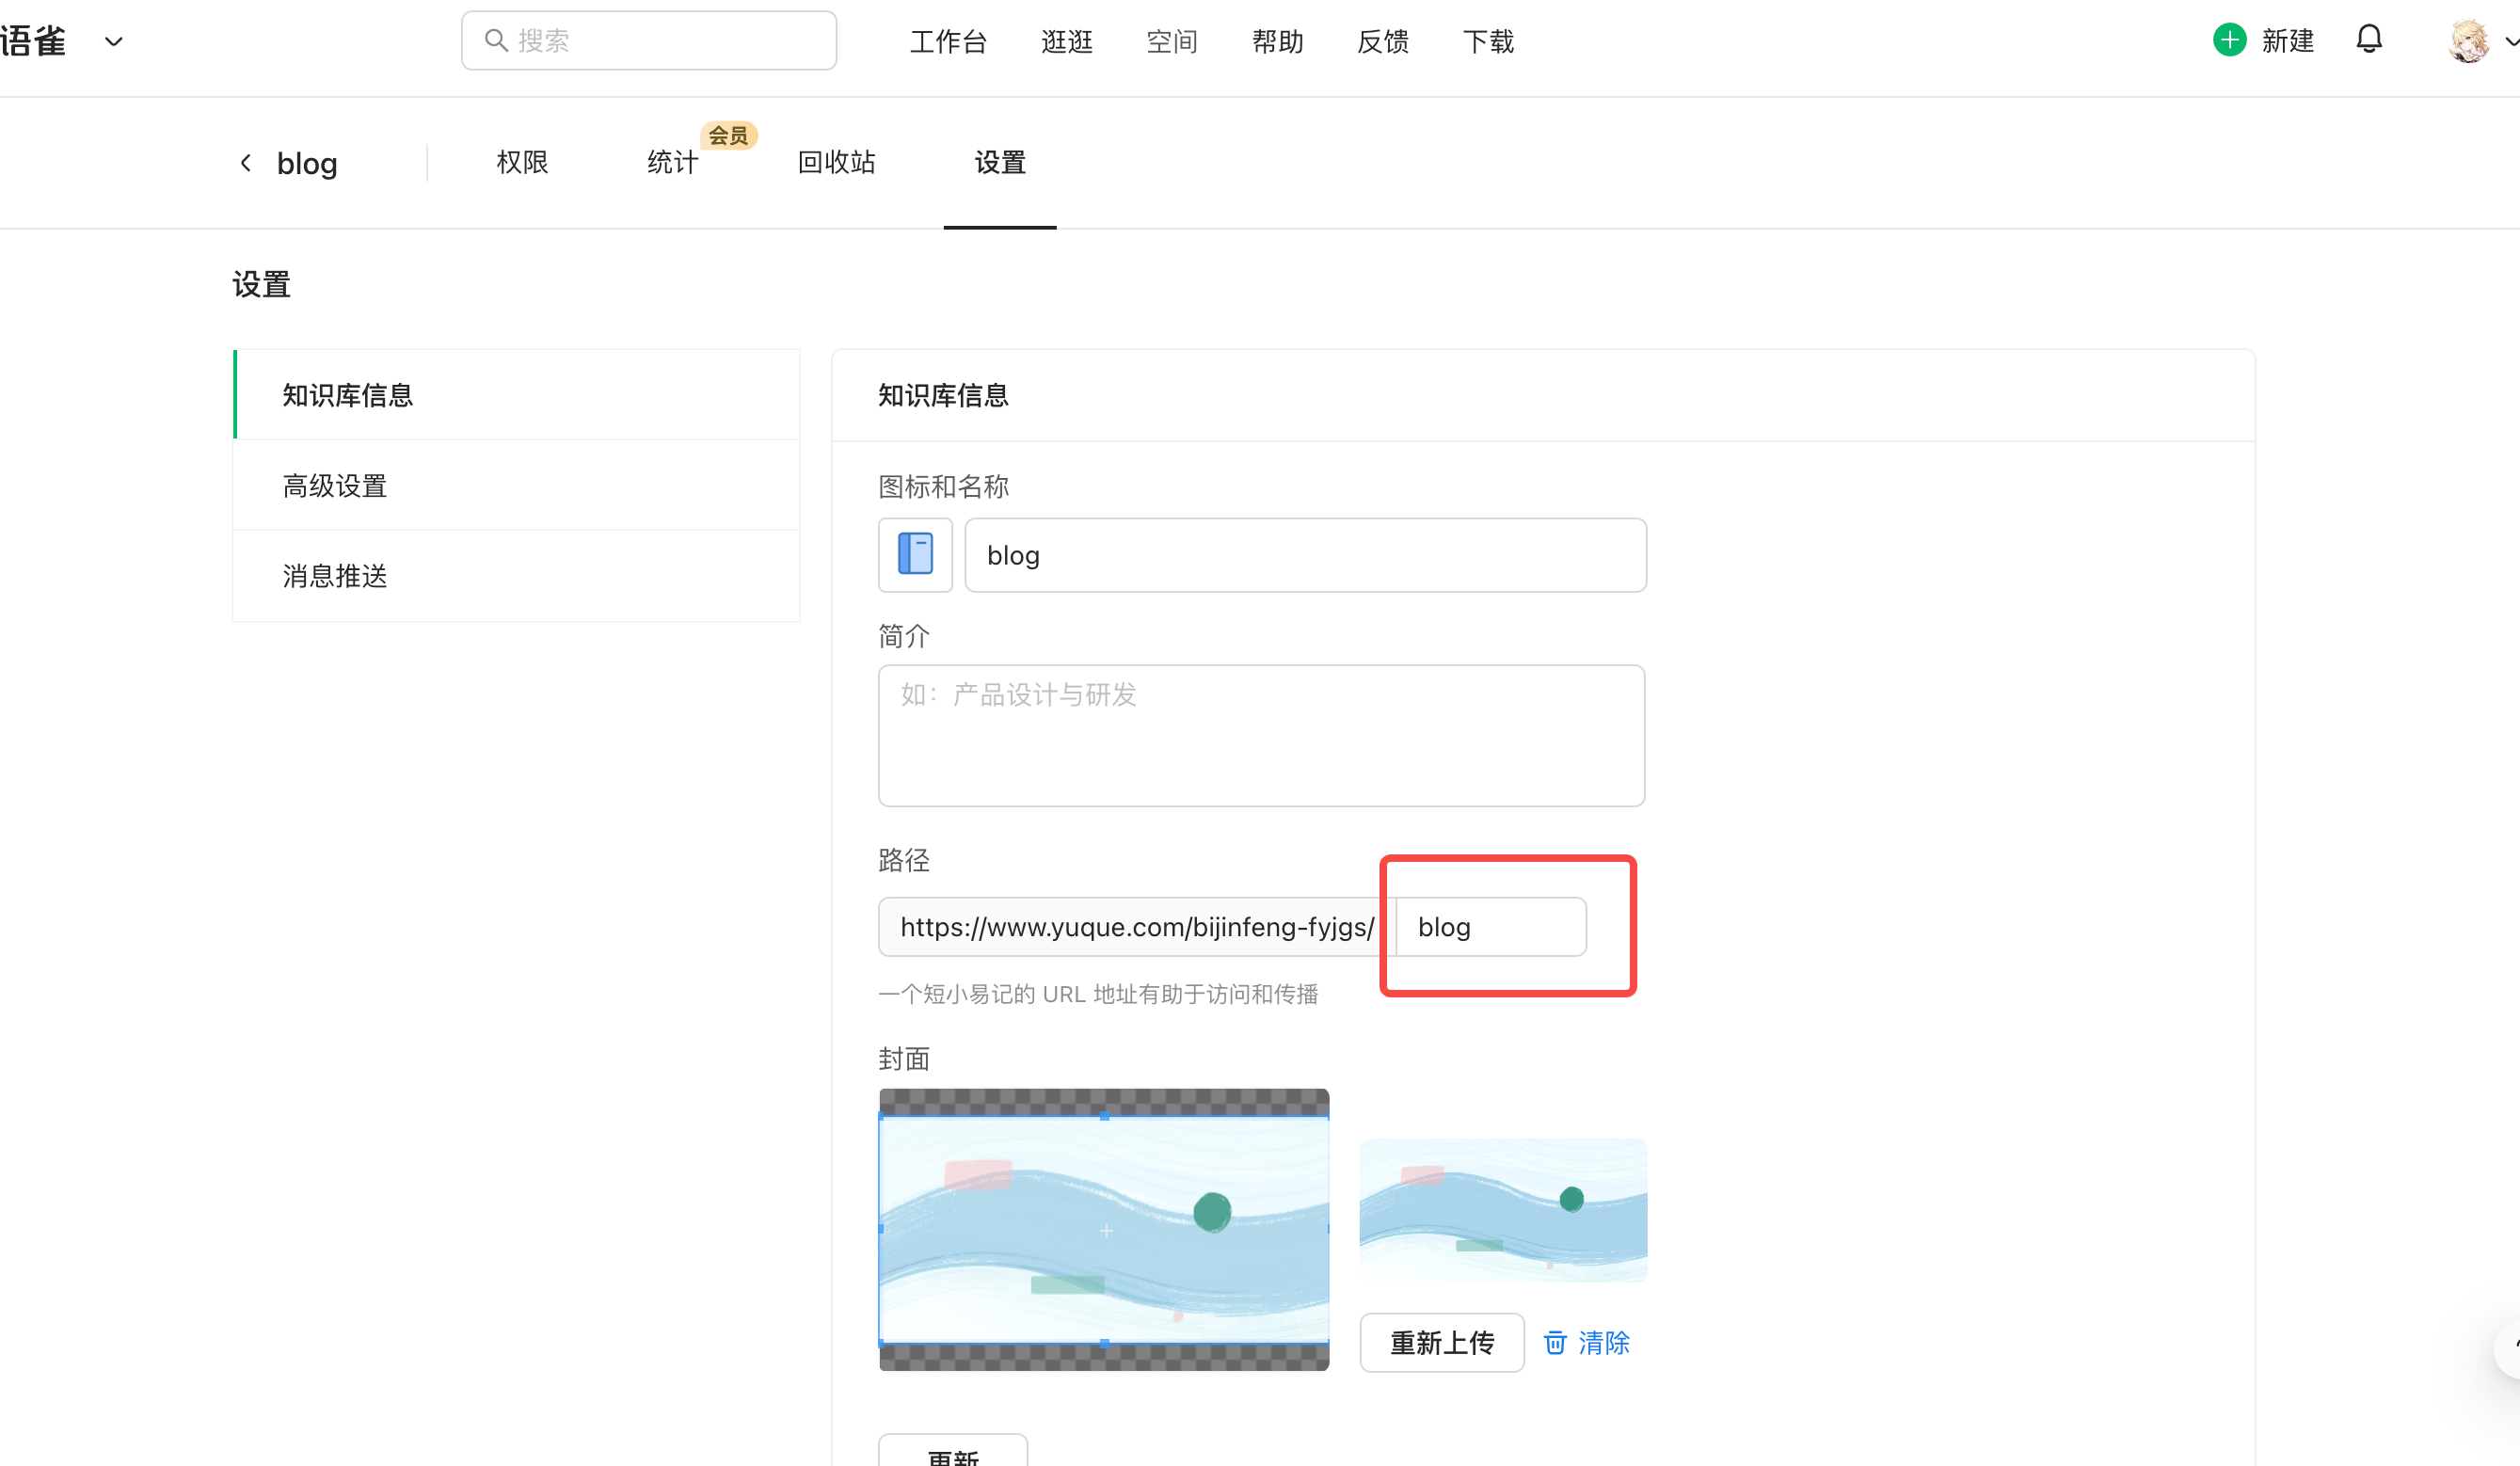 语雀
搜索
工作台 逛逛 空间 帮助 反馈 下载
新建
blog
权限
统计
会员
回收站
设置
设置
知识库信息
高级设置
消息推送
知识库信息
图标和名称
blog
简介
如：产品设计与研发
路径
https://www.yuque.com/bijinfeng-fyjgs/ blog
一个短小易记的 URL 地址有助于访问和传播
封面
重新上传 清除
更新